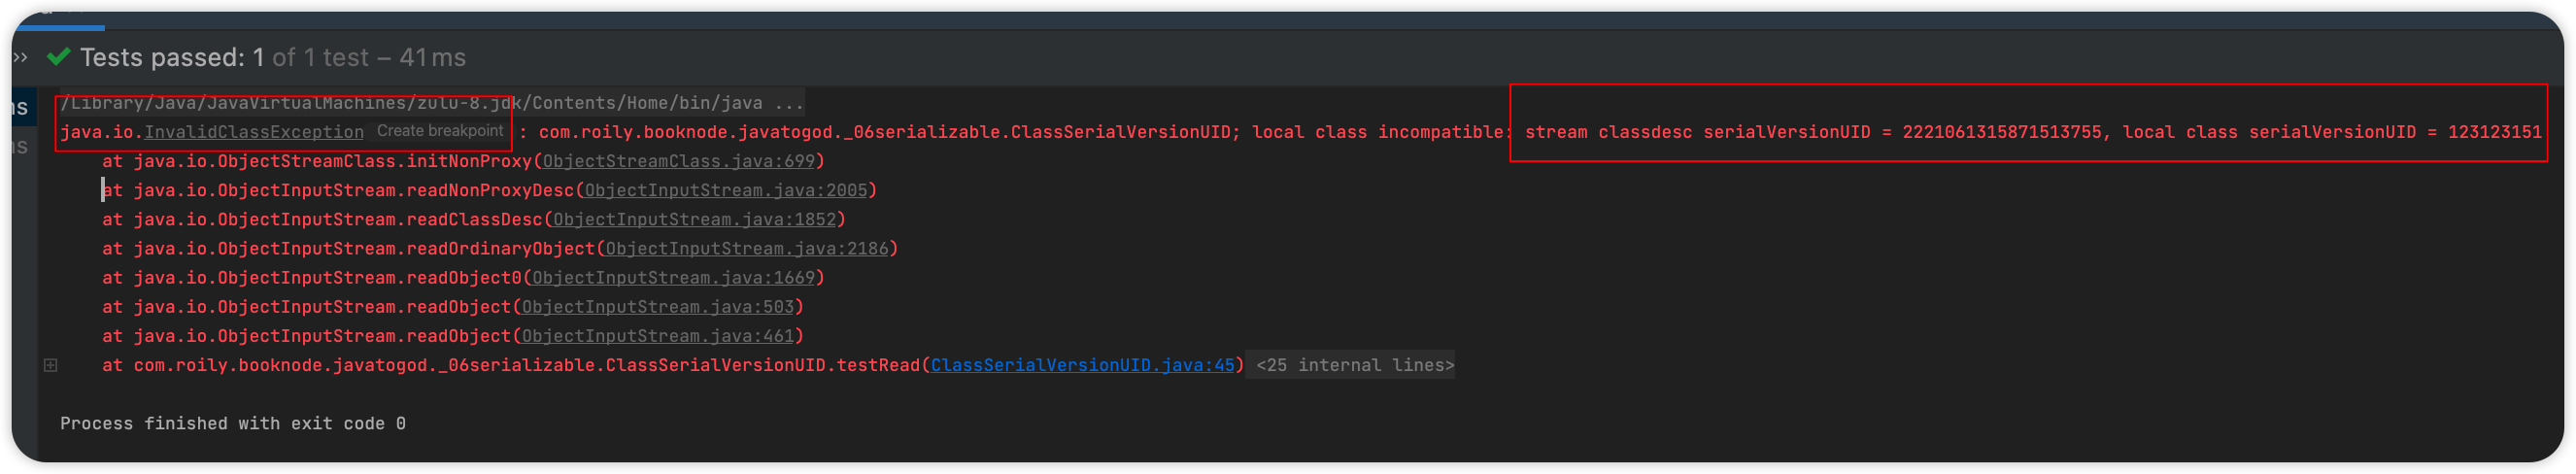 >> Tests passed: 1 of 1 test – 41 ms
/Library/Java/JavaVirtualMachines/zulu-8.jdk/Contents/Home/bin/java ...
java.io.InvalidClassException Create breakpoint : com.roily.booknode.javatogod._06serializable.ClassSerialVersionUID; local class incompatible: stream classdesc serialVersionUID = 2221061315871513755, local class serialVersionUID = 123123151
at java.io.ObjectStreamClass.initNonProxy(ObjectStreamClass.java:699)
at java.io.ObjectInputStream.readNonProxyDesc(ObjectInputStream.java:2005)
at java.io.ObjectInputStream.readClassDesc(ObjectInputStream.java:1852)
at java.io.ObjectInputStream.readOrdinaryObject(ObjectInputStream.java:2186)
at java.io.ObjectInputStream.readObject0(ObjectInputStream.java:1669)
at java.io.ObjectInputStream.readObject(ObjectInputStream.java:503)
at java.io.ObjectInputStream.readObject(ObjectInputStream.java:461)
at com.roily.booknode.javatogod._06serializable.ClassSerialVersionUID.testRead(ClassSerialVersionUID.java:45) <25 internal lines>
Process finished with exit code 0